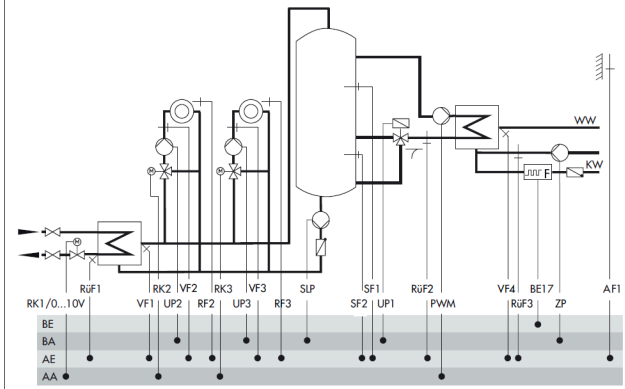 WW
F
KW
M
M
M
RK2
VF2
RK3
VF3
SLP
SF1
RüF2
VF4
BE17
AF1
RüF1
RK1/0...10V
VF1
UP2
RF2
UP3
RF3
SF2
UP1
PWM
RüF3
ZP
BE
BA
AE
AA